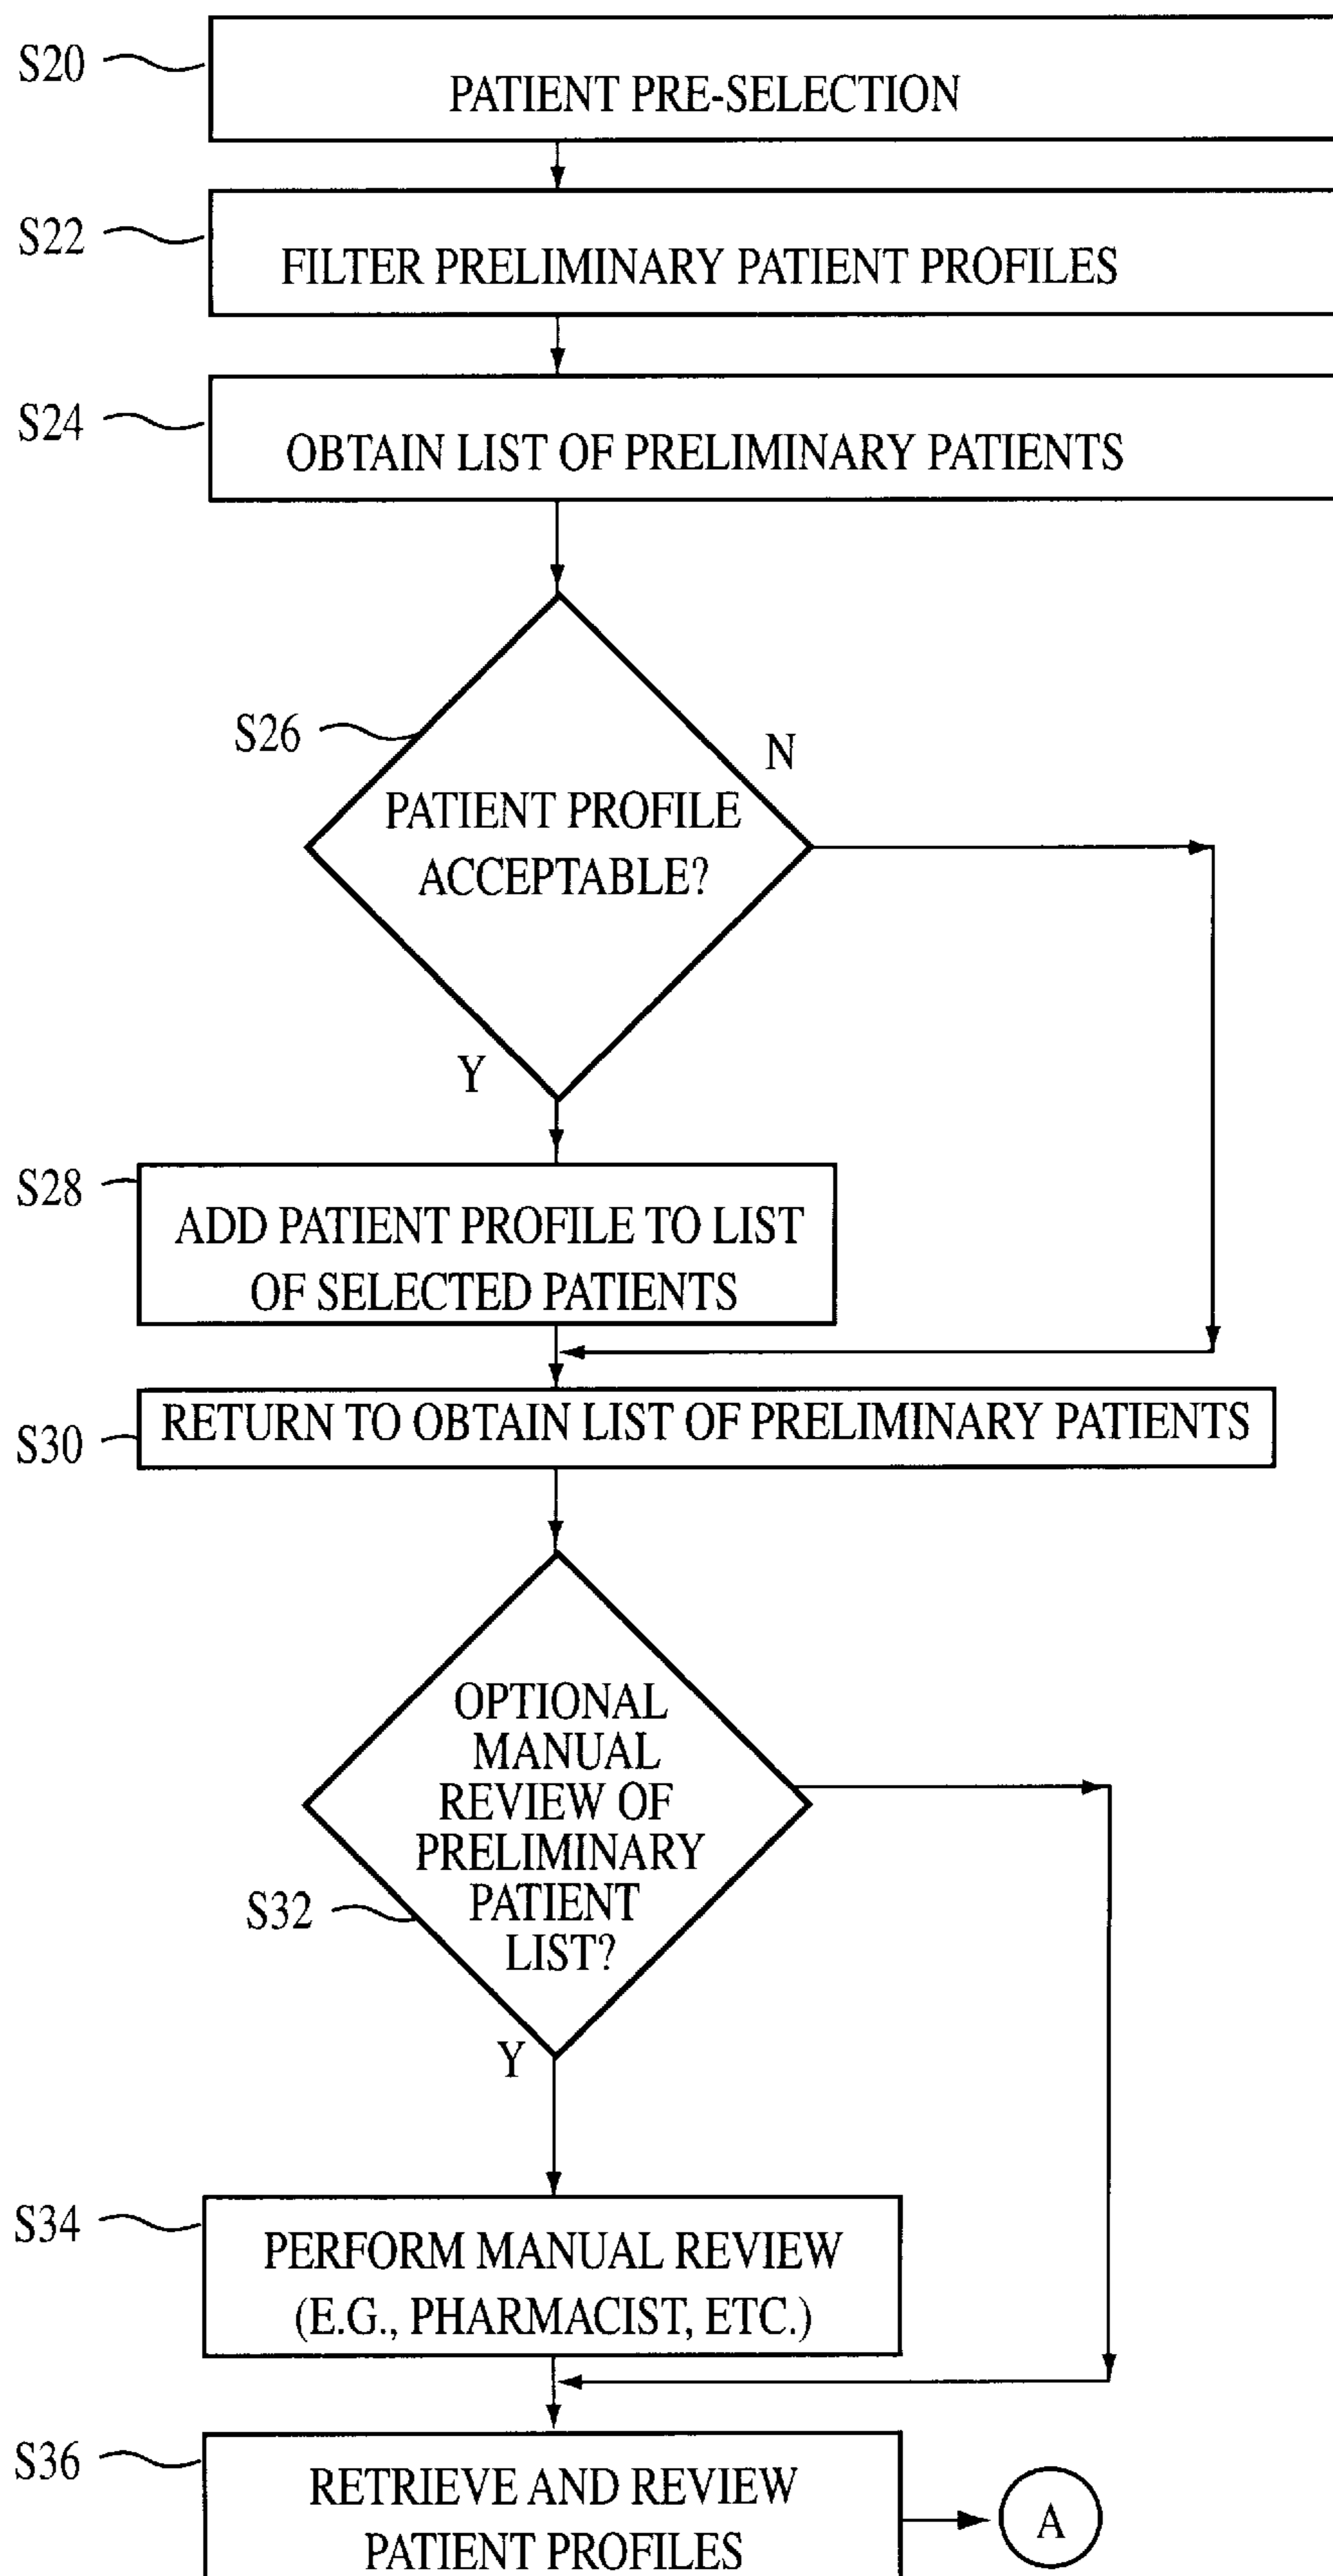 S20
PATIENT PRE-SELECTION
S22
FILTER PRELIMINARY PATIENT PROFILES
S24
OBTAIN LIST OF PRELIMINARY PATIENTS
S26
N
PATIENT PROFILE
ACCEPTABLE?
Y
S28
ADD PATIENT PROFILE TO LIST
OF SELECTED PATIENTS
S30
RETURN TO OBTAIN LIST OF PRELIMINARY PATIENTS
OPTIONAL
MANUAL
REVIEW OF
PRELIMINARY
PATIENT
LIST?
S32
Y
S34
PERFORM MANUAL REVIEW
(E.G., PHARMACIST, ETC.)
S36
RETRIEVE AND REVIEW
PATIENT PROFILES
A